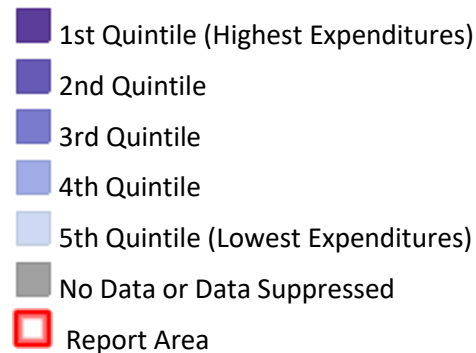 1st Quintile (Highest Expenditures)
2nd Quintile
3rd Quintile
4th Quintile
5th Quintile (Lowest Expenditures)
No Data or Data Suppressed
Report Area